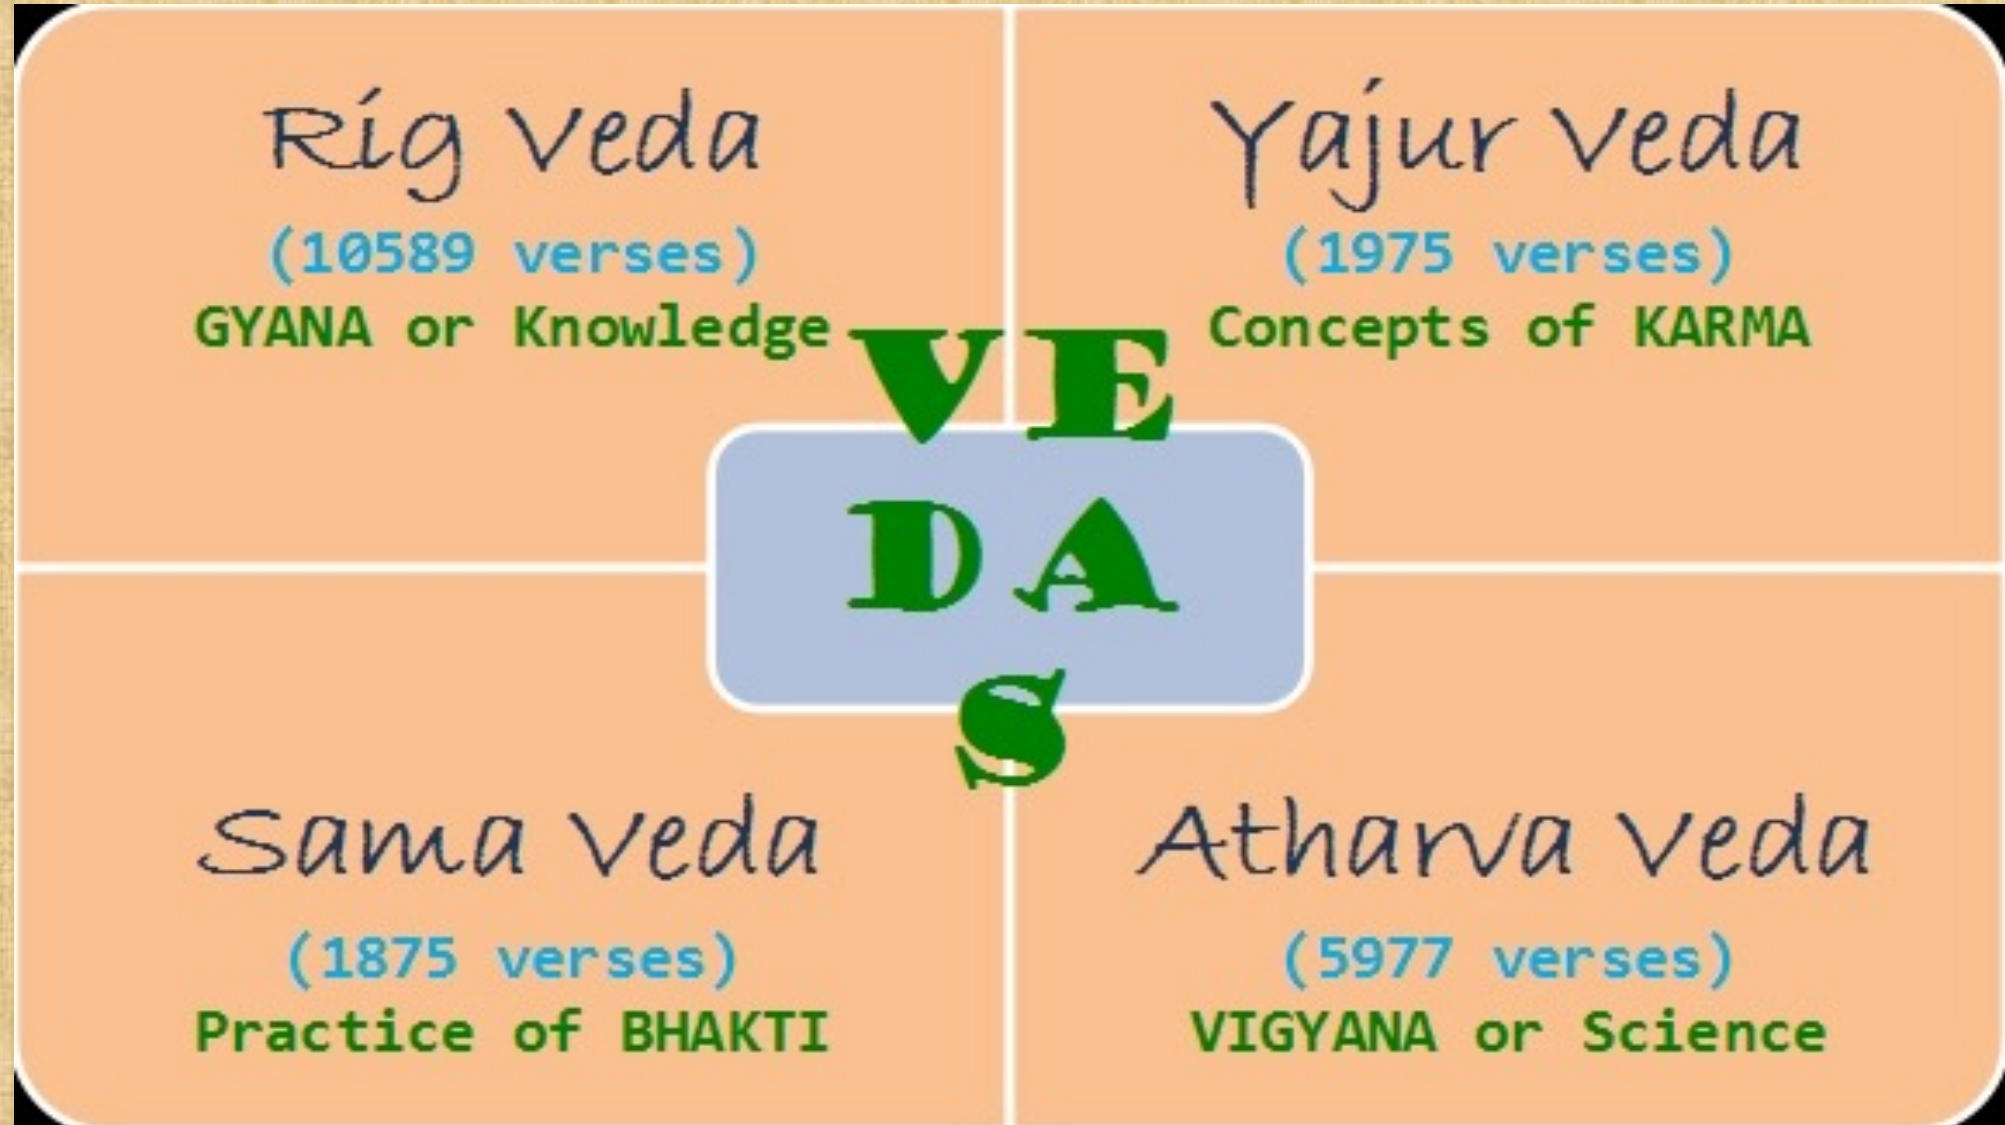 Rig Veda
(10589 verses)
GYANA or Knowledge
Yajur Veda
(1975 verses)
Concepts of KARMA
VE
DA
S
Sama Veda
(1875 verses)
Practice of BHAKTI
Atharva Veda
(5977 verses)
VIGYANA or Science